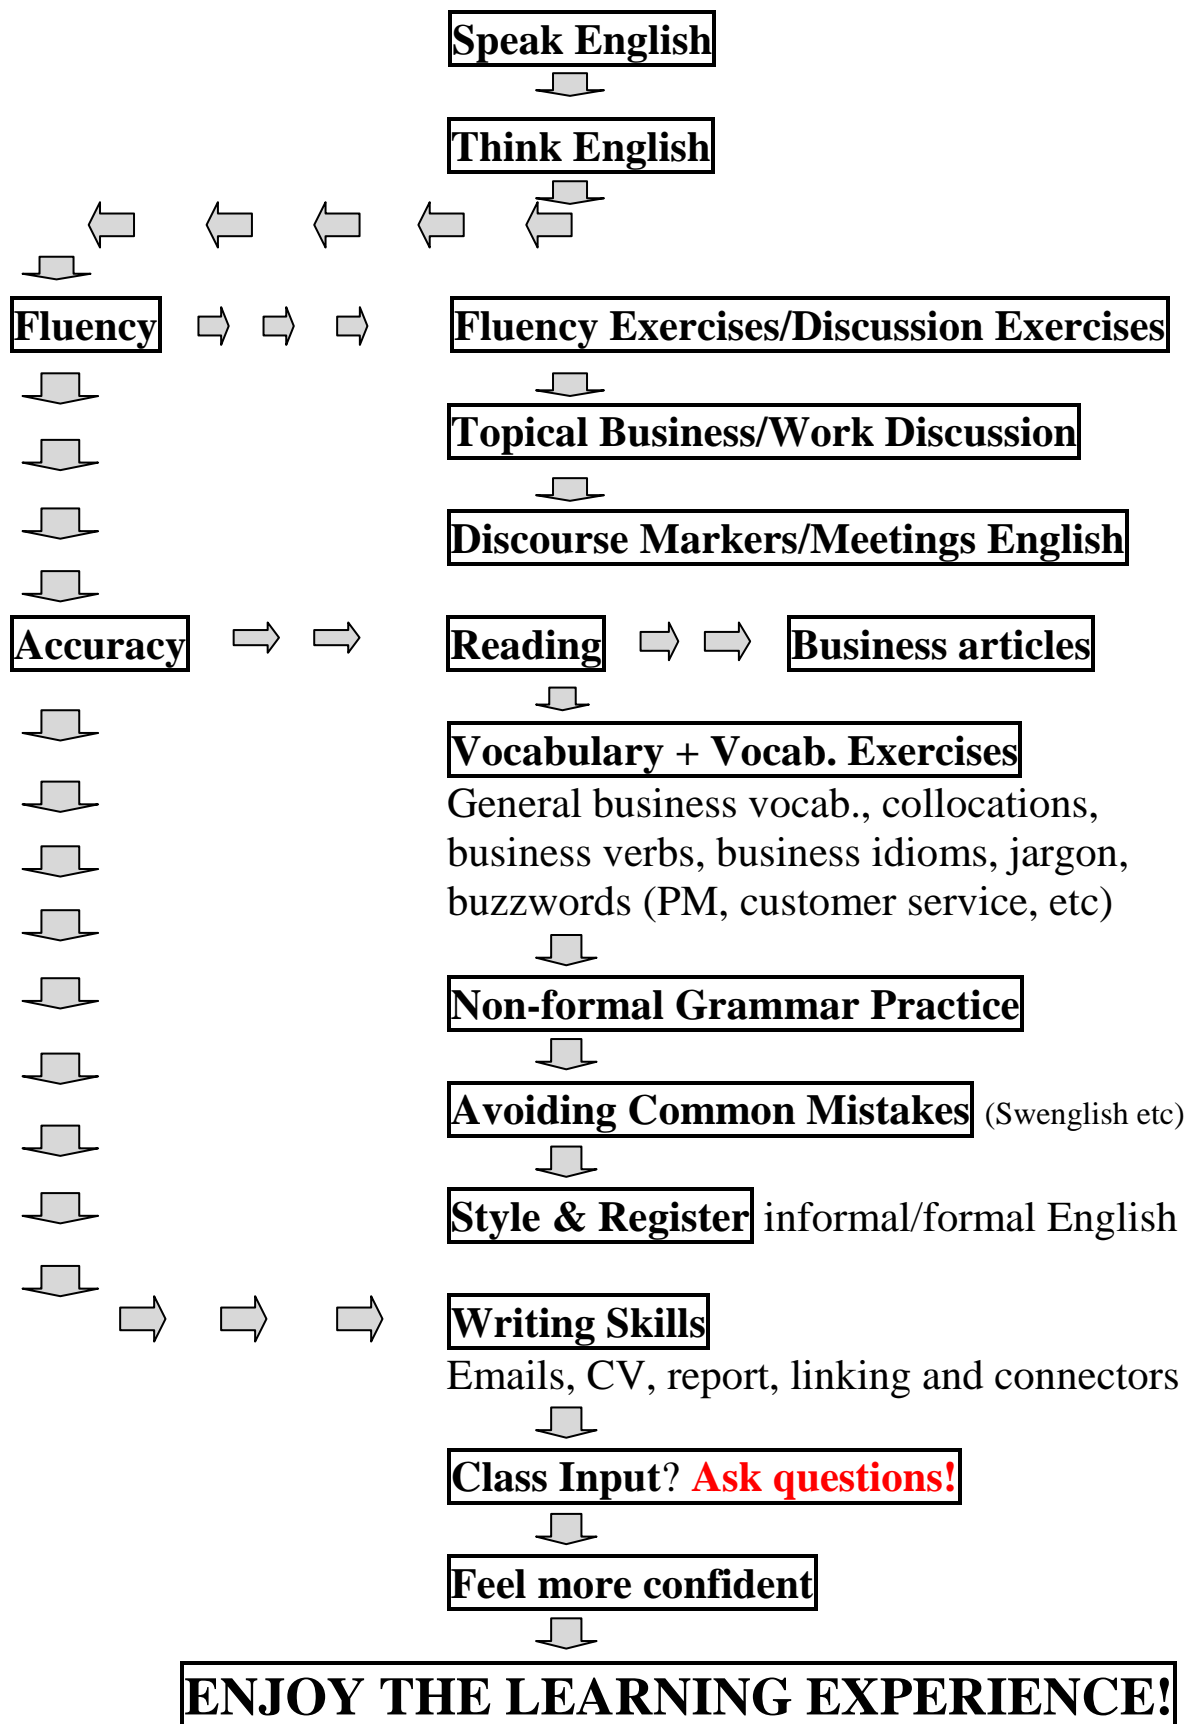 Speak English
Think English
Fluency
Fluency Exercises/Discussion Exercises
Topical Business/Work Discussion
Discourse Markers/Meetings English
Accuracy
Reading
Business articles
Vocabulary + Vocab. Exercises
General business vocab., collocations,
business verbs, business idioms, jargon,
buzzwords (PM, customer service, etc)
Non-formal Grammar Practice
Avoiding Common Mistakes (Swenglish etc)
Style & Register informal/formal English
Writing Skills
Emails, CV, report, linking and connectors
Class Input? Ask questions!
Feel more confident
ENJOY THE LEARNING EXPERIENCE!